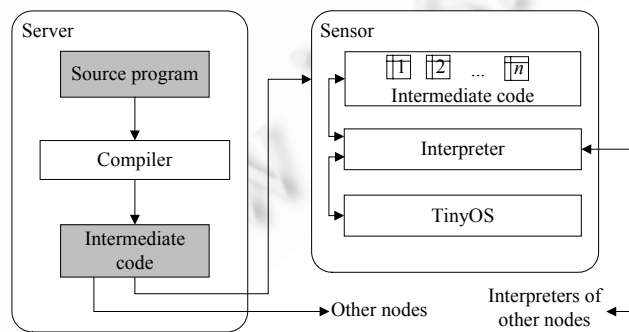 Server
Source program
Compiler
Intermediate
code
Sensor
1 2 ... n
Intermediate code
Interpreter
TinyOS
Other nodes
Interpreters of
other nodes